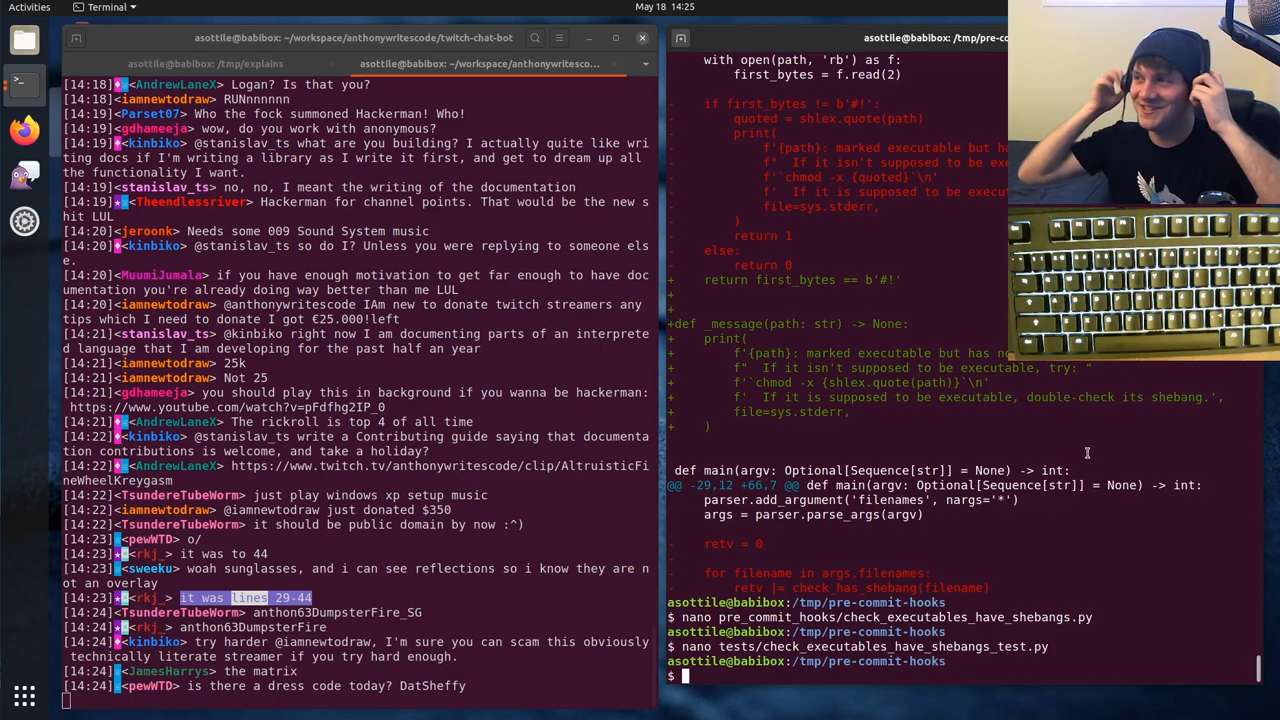 Activities
Terminal
May 18 14:25
asottile@babibox: ~/workspace/anthonywritescode/twitch-chat-bot
asottile@babibox: /tmp/explains
asottile@babibox: ~/workspace/anthonywritesco...
[14:18] <AndrewLaneX> Logan? Is that you?
[14:18] <iamnewtodraw> RUNnnnnnn
[14:19] <Parset07> Who the fock summoned Hackerman! Who!
[14:19] <gdhameeja> wow, do you work with anonymous?
[14:19] <kinbiko> @stanislav_ts what are you building? I actually quite like wri
ting docs if I'm writing a library as I write it first, and get to dream up all
the functionality I want.
[14:19] <stanislav_ts> no, no, I meant the writing of the documentation
[14:19] <Theendlessriver> Hackerman for channel points. That would be the new s
hit LUL
[14:20] <jeroonk> Needs some 009 Sound System music
[14:20] <kinbiko> @stanislav_ts so do I? Unless you were replying to someone els
e.
[14:20] <MuumiJumala> if you have enough motivation to get far enough to have doc
umentation you're already doing way better than me LUL
[14:20] <iamnewtodraw> @anthonywritescode IAm new to donate twitch streamers any
tips which I need to donate I got €25.000!left
[14:21] <stanislav_ts> @kinbiko right now I am documenting parts of an interprete
d language that I am developing for the past half an year
[14:21] <iamnewtodraw> 25k
[14:21] <iamnewtodraw> Not 25
[14:21] <gdhameeja> you should play this in background if you wanna be hackerman:
https://www.youtube.com/watch?v=pFdfhg2IP_0
[14:21] <AndrewLaneX> The rickroll is top 4 of all time
[14:22] <kinbiko> @stanislav_ts write a Contributing guide saying that documenta
tion contributions is welcome, and take a holiday?
[14:22] <AndrewLaneX> https://www.twitch.tv/anthonywritescode/clip/AltruisticFi
neWheelKreygasm
[14:22] <TsundereTubeWorm> just play windows xp setup music
[14:22] <gdhameeja> @iamnewtodraw just donated $350
[14:22] <TsundereTubeWorm> it should be public domain by now :^)
[14:23] <pewWTD> o/
[14:23] <rkj_> it was to 44
[14:23] <sweeku> woah sunglasses, and i can see reflections so i know they are n
ot an overlay
[14:23] <rkj_> it was lines 29-44
[14:24] <TsundereTubeWorm> anthon63DumpsterFire_SG
[14:24] <rkj_> anthon63DumpsterFire
[14:24] <kinbiko> try harder @iamnewtodraw, I'm sure you can scam this obviously
technically literate streamer if you try hard enough.
[14:24] <JamesHarrys> the matrix
[14:24] <pewWTD> is there a dress code today? DatSheffy
asottile@babibox: /tmp/pre-co
with open(path, 'rb') as f:
first_bytes = f.read(2)
- if first_bytes != b'#!':
- quoted = shlex.quote(path)
- print(
- f'{path}: marked executable but ha
- f" If it isn't supposed to be exec
- f'`chmod -x {quoted}`\n'
- f' If it is supposed to be executa
- file=sys.stderr,
- )
- return 1
- else:
- return 0
+ return first_bytes == b'#!'
+
+
+def _message(path: str) -> None:
+ print(
+ f'{path}: marked executable but has no
+ f" If it isn't supposed to be executable, try: "
+ f'`chmod -x {shlex.quote(path)}`\n'
+ f' If it is supposed to be executable, double-check its shebang.',
+ file=sys.stderr,
+ )
def main(argv: Optional[Sequence[str]] = None) -> int:
@@ -29,12 +66,7 @@ def main(argv: Optional[Sequence[str]] = None) -> int:
parser.add_argument('filenames', nargs='*')
args = parser.parse_args(argv)
- retv = 0
-
- for filename in args.filenames:
- retv |= check_has_shebang(filename)
asottile@babibox:/tmp/pre-commit-hooks
$ nano pre_commit_hooks/check_executables_have_shebangs.py
asottile@babibox:/tmp/pre-commit-hooks
$ nano tests/check_executables_have_shebangs_test.py
asottile@babibox:/tmp/pre-commit-hooks
$